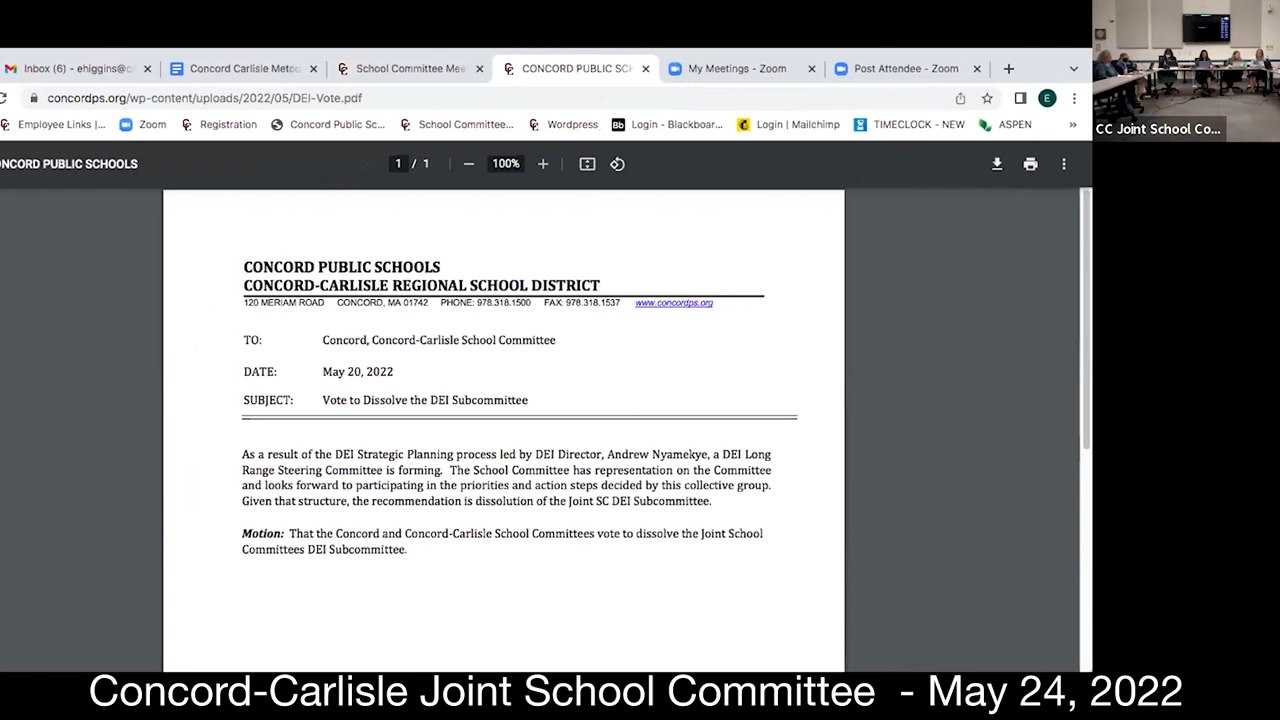 Inbox (6) - ehiggins@c
Concord Carlisle Metco
School Committee Mee
CONCORD PUBLIC SCH
My Meetings - Zoom
Post Attendee - Zoom
concordps.org/wp-content/uploads/2022/05/DEI-Vote.pdf
E
Employee Links |...
Zoom
Registration
Concord Public Sc...
School Committee...
Wordpress
Bb Login - Blackboar...
Login | Mailchimp
TIMECLOCK - NEW
ASPEN
»
CC Joint School Co...
ONCORD PUBLIC SCHOOLS
1 / 1
100%
CONCORD PUBLIC SCHOOLS
CONCORD-CARLISLE REGIONAL SCHOOL DISTRICT
120 MERIAM ROAD CONCORD, MA 01742 PHONE: 978.318.1500 FAX: 978.318.1537 www.concordps.org
TO: Concord, Concord-Carlisle School Committee
DATE: May 20, 2022
SUBJECT: Vote to Dissolve the DEI Subcommittee
As a result of the DEI Strategic Planning process led by DEI Director, Andrew Nyamekye, a DEI Long
Range Steering Committee is forming. The School Committee has representation on the Committee
and looks forward to participating in the priorities and action steps decided by this collective group.
Given that structure, the recommendation is dissolution of the Joint SC DEI Subcommittee.
Motion: That the Concord and Concord-Carlisle School Committees vote to dissolve the Joint School
Committees DEI Subcommittee.
Concord-Carlisle Joint School Committee - May 24, 2022